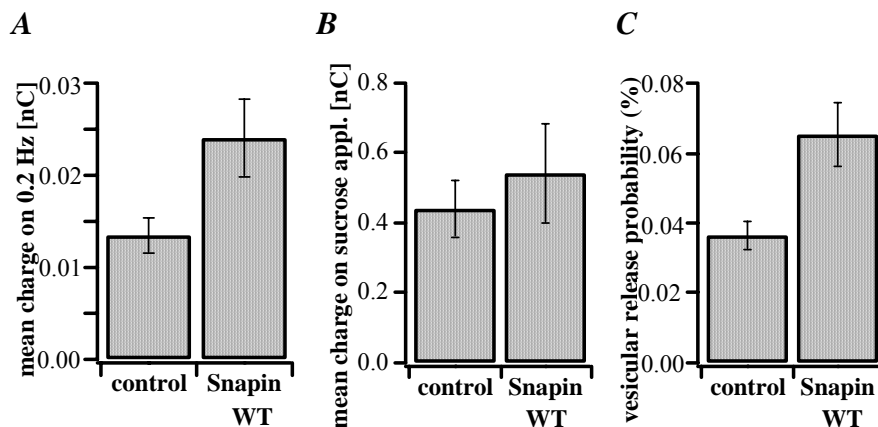 A
B
C
mean charge on 0.2 Hz [nC]
0.03
0.02
0.01
0.00
control
Snapin
WT
mean charge on sucrose appl. [nC]
0.8
0.6
0.4
0.2
0.0
control
Snapin
WT
vesicular release probability (%)
0.08
0.06
0.04
0.02
0.00
control
Snapin
WT